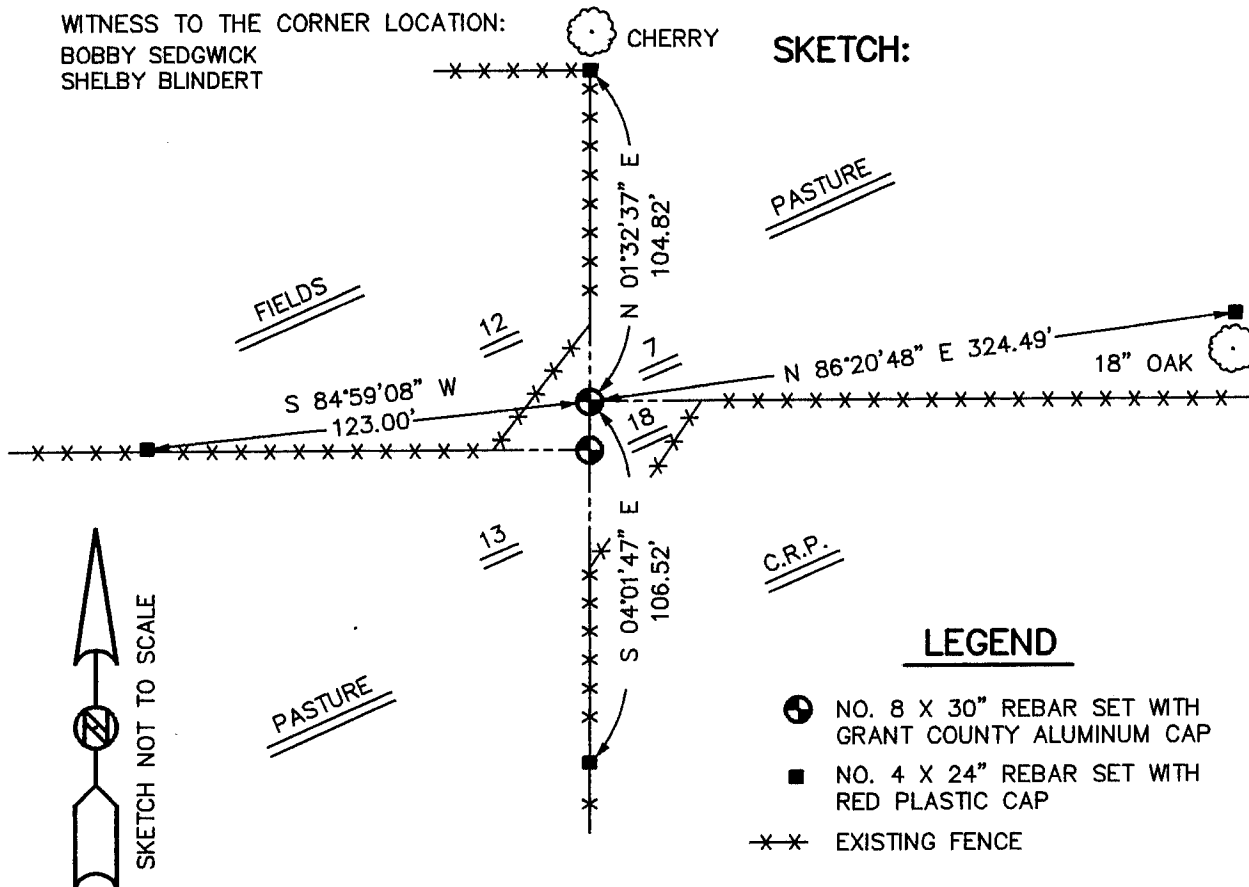 WITNESS TO THE CORNER LOCATION:
BOBBY SEDGWICK
SHELBY BLINDERT
CHERRY
SKETCH:
PASTURE
N 01°32'37" E
104.82'
FIELDS
12
7
N 86°20'48" E 324.49'
18" OAK
S 84°59'08" W
123.00'
18
13
S 04°01'47" E
106.52'
C.R.P.
PASTURE
N
SKETCH NOT TO SCALE
LEGEND
NO. 8 X 30" REBAR SET WITH
GRANT COUNTY ALUMINUM CAP
NO. 4 X 24" REBAR SET WITH
RED PLASTIC CAP
EXISTING FENCE